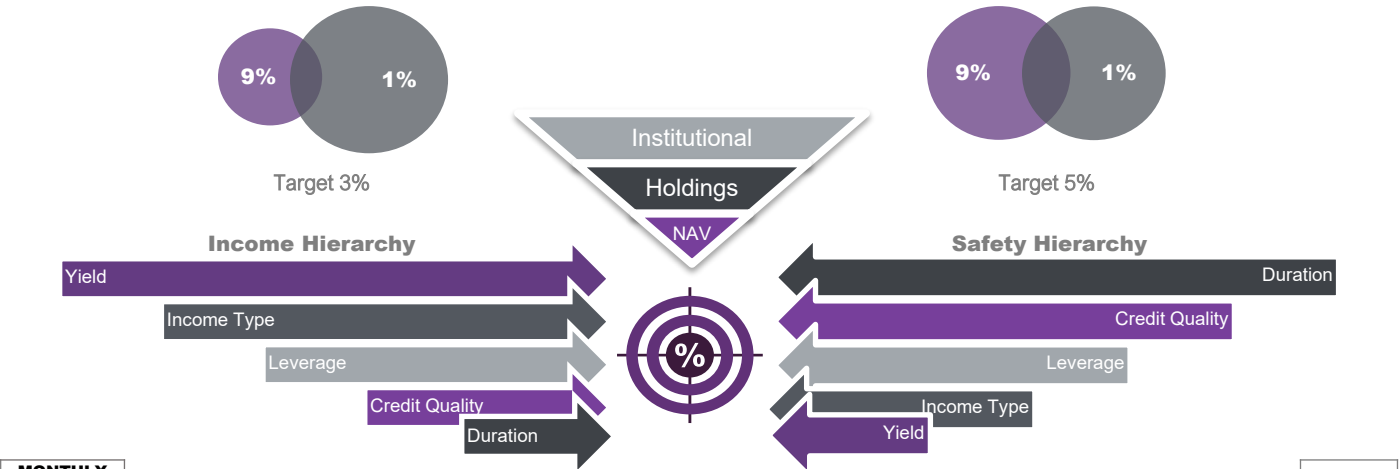 9%
1%
Target 3%
9%
1%
Target 5%
Institutional
Holdings
NAV
Income Hierarchy
Yield
Income Type
Leverage
Credit Quality
Duration
%
Safety Hierarchy
Duration
Credit Quality
Leverage
Income Type
Yield
MONTHLY